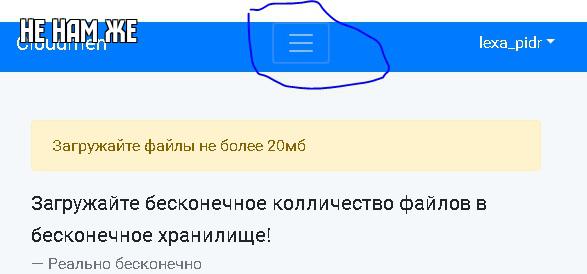 НЕ НАМ ЖЕ
Cloudmen
lexa_pidr
Загружайте файлы не более 20мб
Загружайте бесконечное колличество файлов в
бесконечное хранилище!
— Реально бесконечно